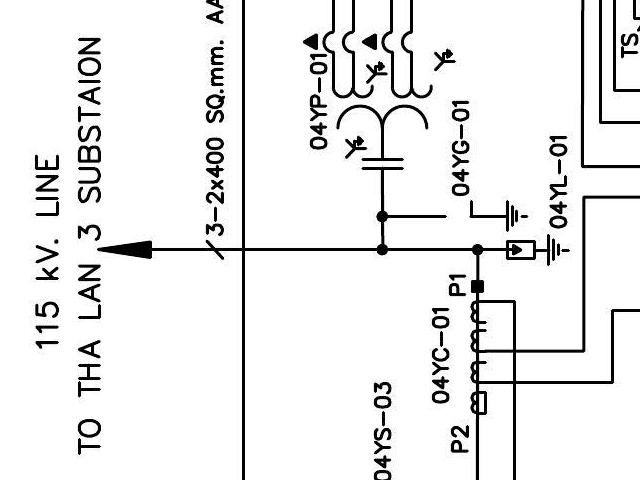 115 kV. LINE
TO THA LAN 3 SUBSTAION
3-2x400 SQ.mm. AA
04YP-01
04YG-01
04YL-01
TS
P1
04YC-01
P2
04YS-03